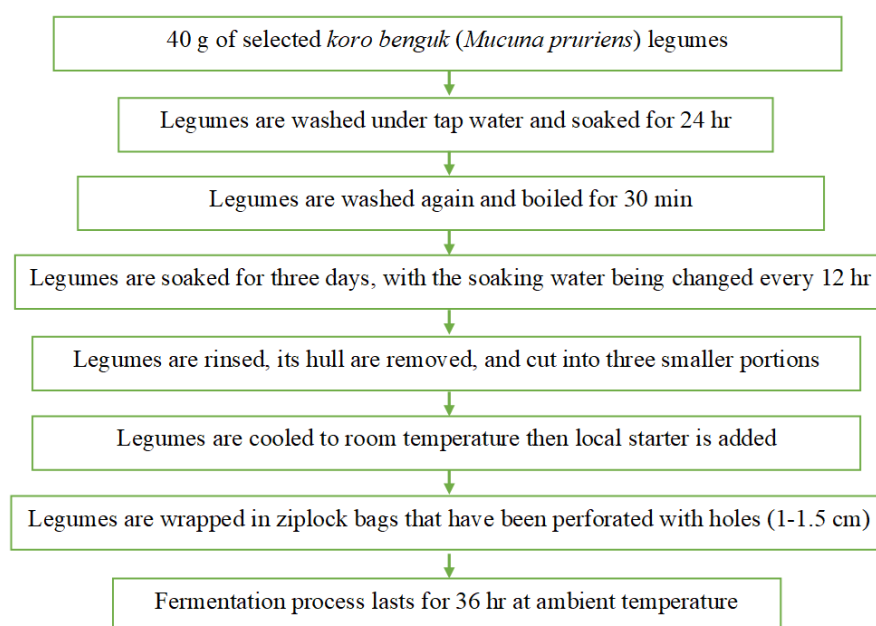 40 g of selected koro benguk (Mucuna pruriens) legumes
Legumes are washed under tap water and soaked for 24 hr
Legumes are washed again and boiled for 30 min
Legumes are soaked for three days, with the soaking water being changed every 12 hr
Legumes are rinsed, its hull are removed, and cut into three smaller portions
Legumes are cooled to room temperature then local starter is added
Legumes are wrapped in ziplock bags that have been perforated with holes (1-1.5 cm)
Fermentation process lasts for 36 hr at ambient temperature